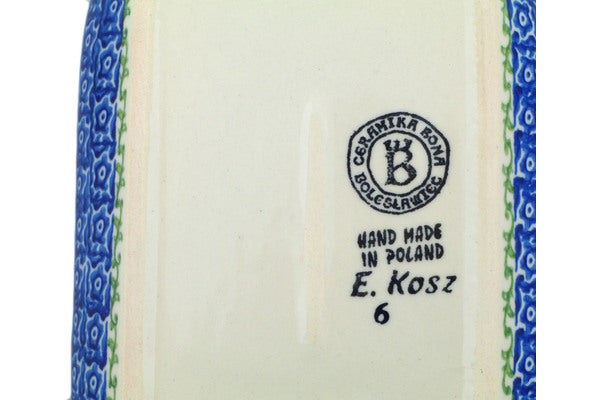 CERAMIKA BONA
B
BOLESŁAWIEC
HAND MADE
IN POLAND
E. Kosz
6